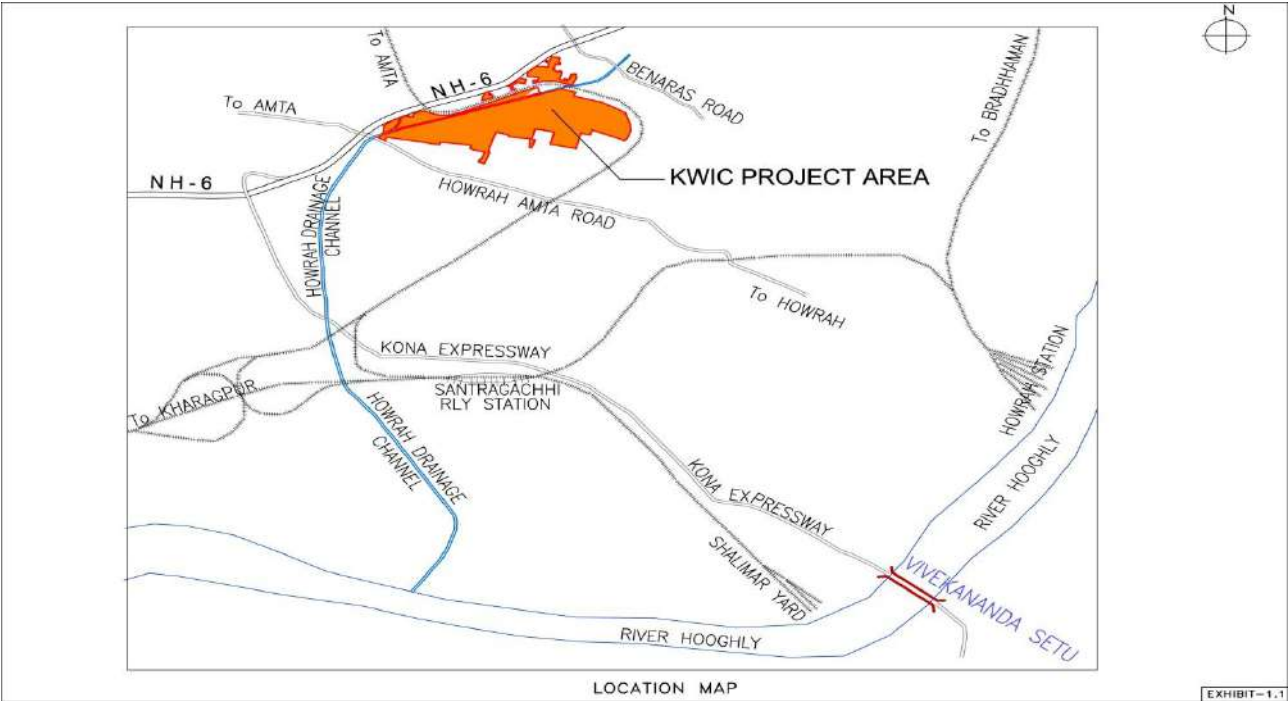 N
To AMTA
NH-6
BENARAS ROAD
To BRADHHAMAN
To AMTA
KWIC PROJECT AREA
NH-6
HOWRAH AMTA ROAD
HOWRAH DRAINAGE
CHANNEL
To HOWRAH
KONA EXPRESSWAY
SANTRAGACHHI
RLY STATION
HOWRAH STATION
To KHARAGPUR
HOWRAH DRAINAGE
CHANNEL
KONA EXPRESSWAY
RIVER HOOGHLY
SHALIMAR YARD
VIVEKANANDA SETU
RIVER HOOGHLY
LOCATION MAP
EXHIBIT-1.1